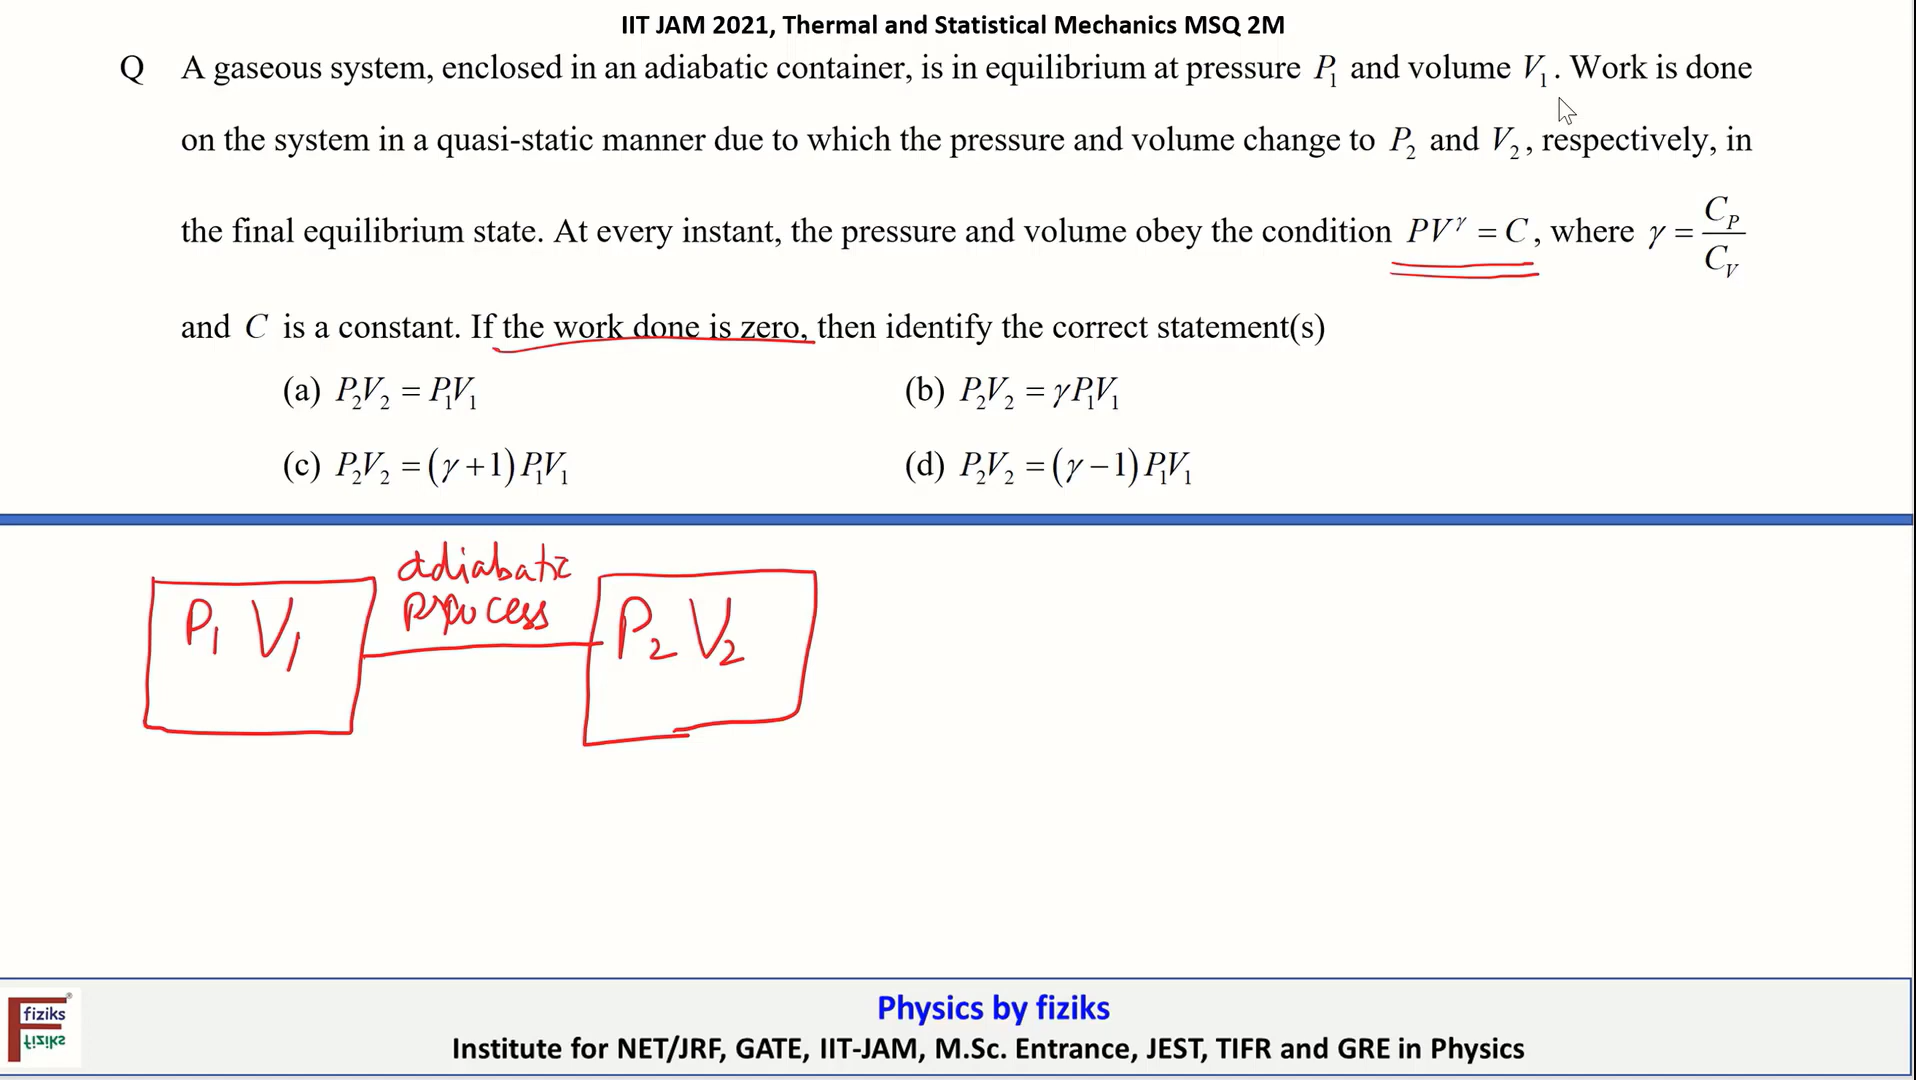 IIT JAM 2021, Thermal and Statistical Mechanics MSQ 2M
Q A gaseous system, enclosed in an adiabatic container, is in equilibrium at pressure P₁ and volume V₁. Work is done
on the system in a quasi-static manner due to which the pressure and volume change to P₂ and V₂, respectively, in
the final equilibrium state. At every instant, the pressure and volume obey the condition PV^γ = C, where γ = C_P/C_V
and C is a constant. If the work done is zero, then identify the correct statement(s)
(a) P₂V₂ = P₁V₁ (b) P₂V₂ = γP₁V₁
(c) P₂V₂ = (γ+1)P₁V₁ (d) P₂V₂ = (γ−1)P₁V₁
adiabatic
process
P₁ V₁ P₂ V₂
fiziks
fiziks
Physics by fiziks
Institute for NET/JRF, GATE, IIT-JAM, M.Sc. Entrance, JEST, TIFR and GRE in Physics